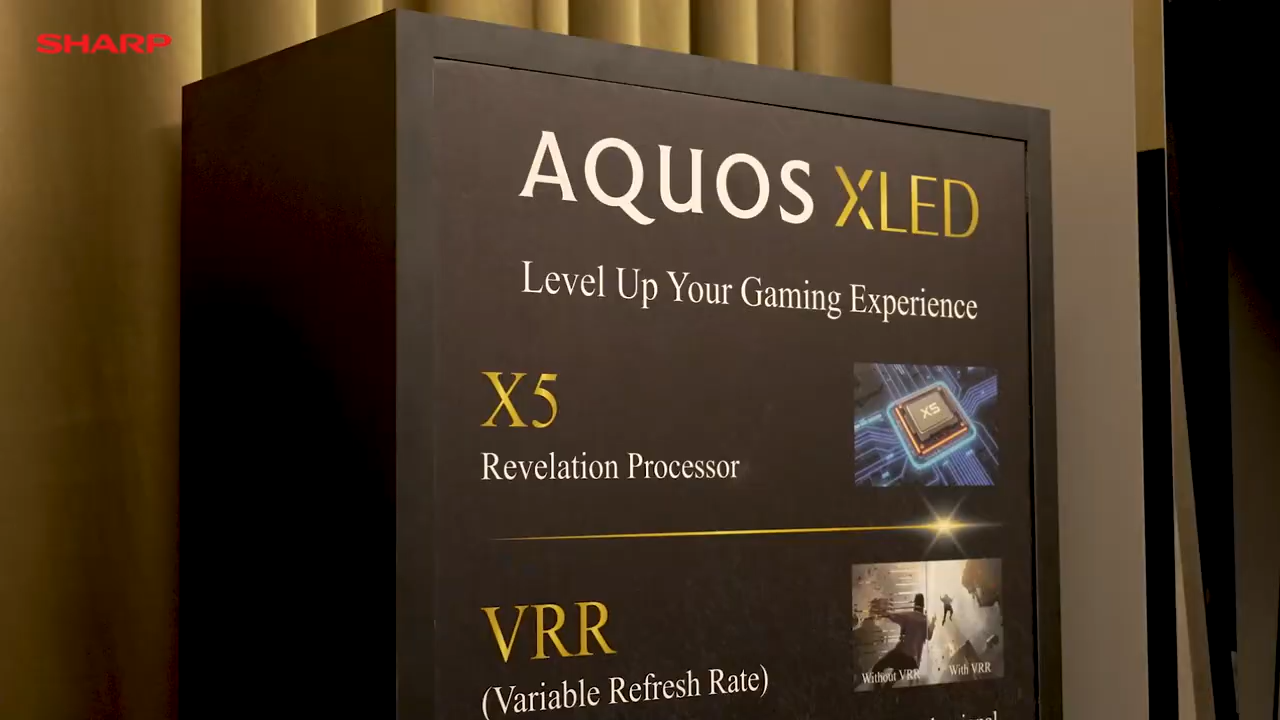 SHARP
AQUOS XLED
Level Up Your Gaming Experience
X5
Revelation Processor
X5
VRR
(Variable Refresh Rate)
Without VRR
With VRR